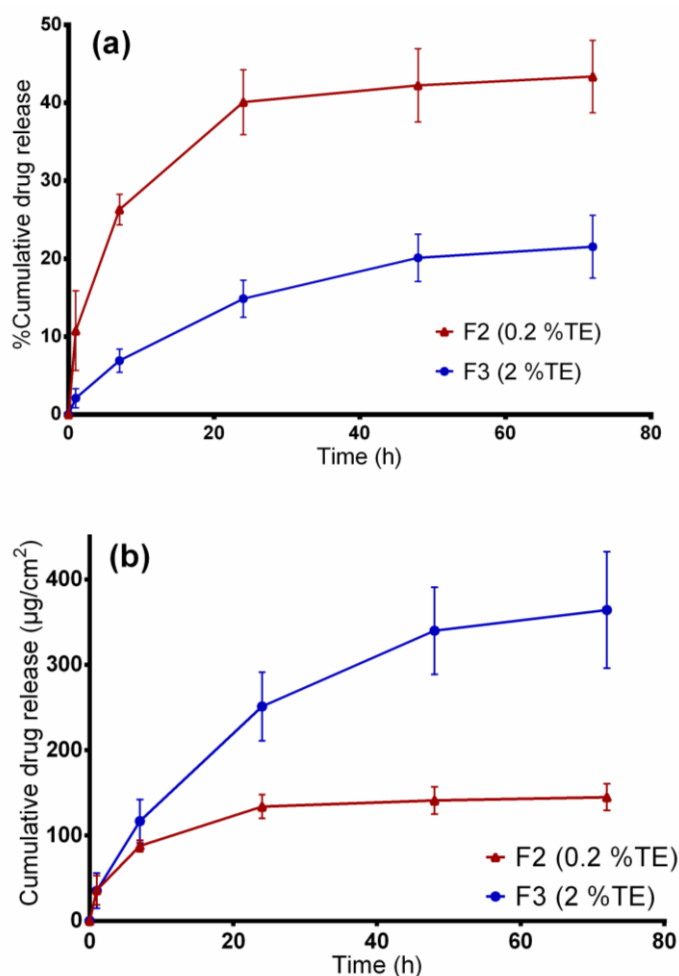 (a)
%Cumulative drug release
50
40
30
20
10
0
F2 (0.2 %TE)
F3 (2 %TE)
0 20 40 60 80
Time (h)
(b)
Cumulative drug release (µg/cm²)
400
300
200
100
0
F2 (0.2 %TE)
F3 (2 %TE)
0 20 40 60 80
Time (h)